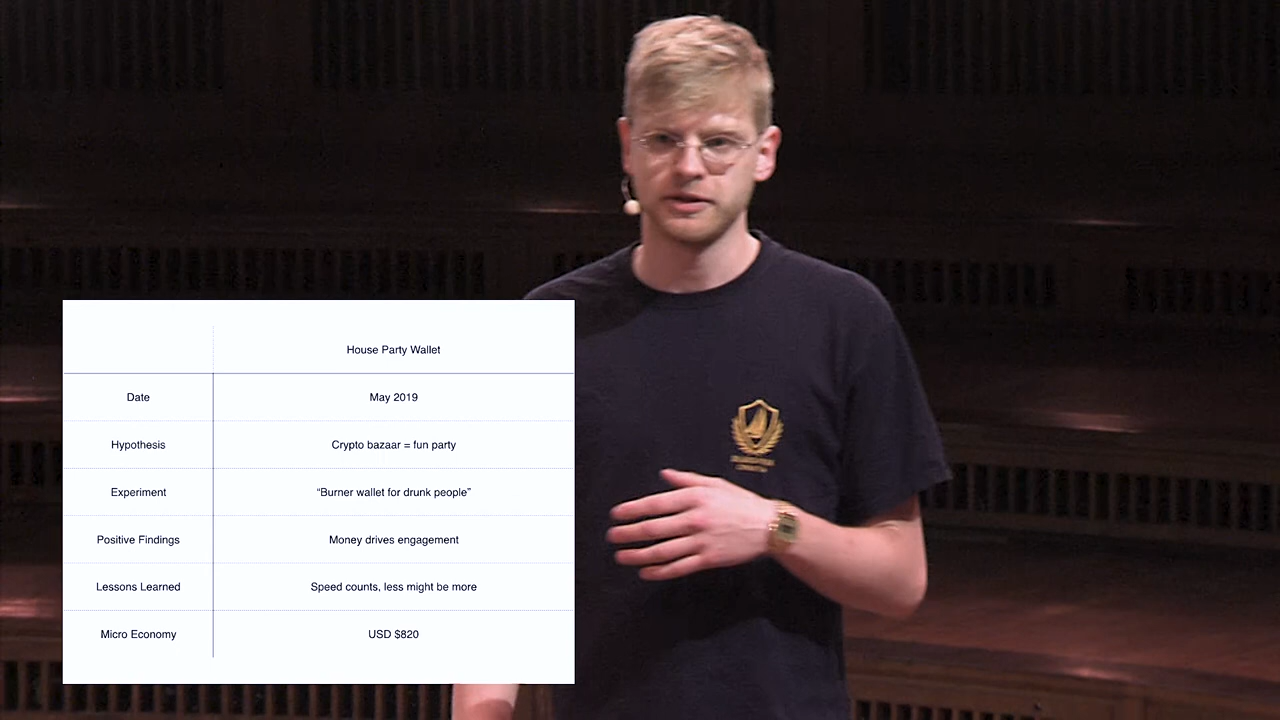 House Party Wallet
Date May 2019
Hypothesis Crypto bazaar = fun party
Experiment “Burner wallet for drunk people”
Positive Findings Money drives engagement
Lessons Learned Speed counts, less might be more
Micro Economy USD $820